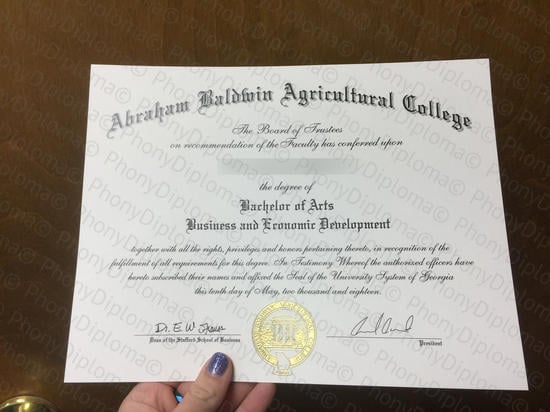 Abraham Baldwin Agricultural College
The Board of Trustees
on recommendation of the Faculty has conferred upon
the degree of
Bachelor of Arts
Business and Economic Development
together with all the rights, privileges and honors pertaining thereto, in recognition of the
fulfillment of all requirements for this degree. In Testimony Whereof the authorized officers have
hereto subscribed their names and affixed the Seal of the University System of Georgia
this tenth day of May, two thousand and eighteen.
Dr. E. W.
Dean of the Stafford School of Business
President
PhonyDiploma©